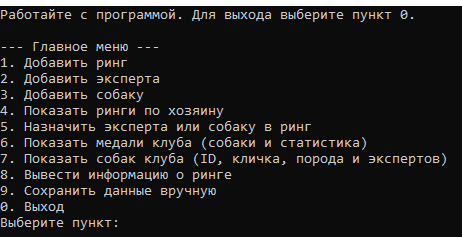 Работайте с программой. Для выхода выберите пункт 0.
--- Главное меню ---
1. Добавить ринг
2. Добавить эксперта
3. Добавить собаку
4. Показать ринги по хозяину
5. Назначить эксперта или собаку в ринг
6. Показать медали клуба (собаки и статистика)
7. Показать собак клуба (ID, кличка, порода и экспертов)
8. Вывести информацию о ринге
9. Сохранить данные вручную
0. Выход
Выберите пункт: